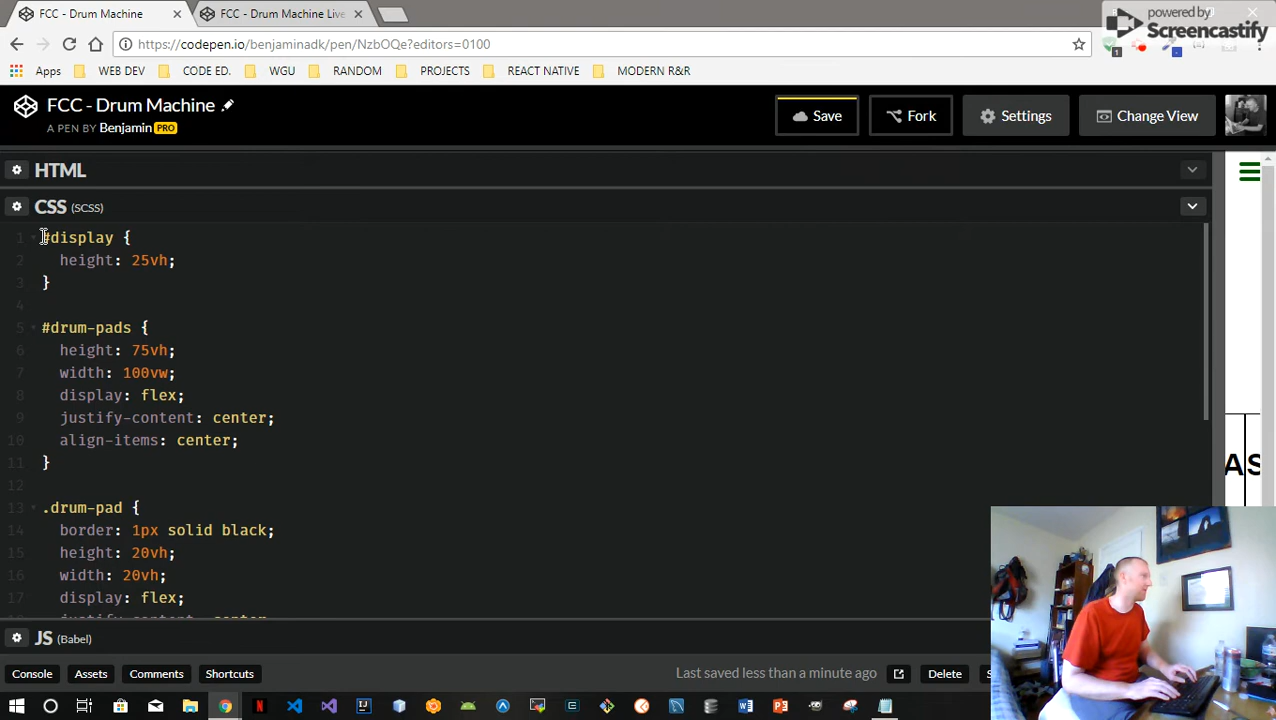 FCC - Drum Machine
FCC - Drum Machine Live
powered by
Screencastify
https://codepen.io/benjaminadk/pen/NzbOQe?editors=0100
Apps
WEB DEV
CODE ED.
WGU
RANDOM
PROJECTS
REACT NATIVE
MODERN R&R
FCC - Drum Machine
A PEN BY Benjamin PRO
Save
Fork
Settings
Change View
HTML
CSS (SCSS)
1 #display {
2 height: 25vh;
3 }
4
5 #drum-pads {
6 height: 75vh;
7 width: 100vw;
8 display: flex;
9 justify-content: center;
10 align-items: center;
11 }
12
13 .drum-pad {
14 border: 1px solid black;
15 height: 20vh;
16 width: 20vh;
17 display: flex;
AS
JS (Babel)
Console
Assets
Comments
Shortcuts
Last saved less than a minute ago
Delete